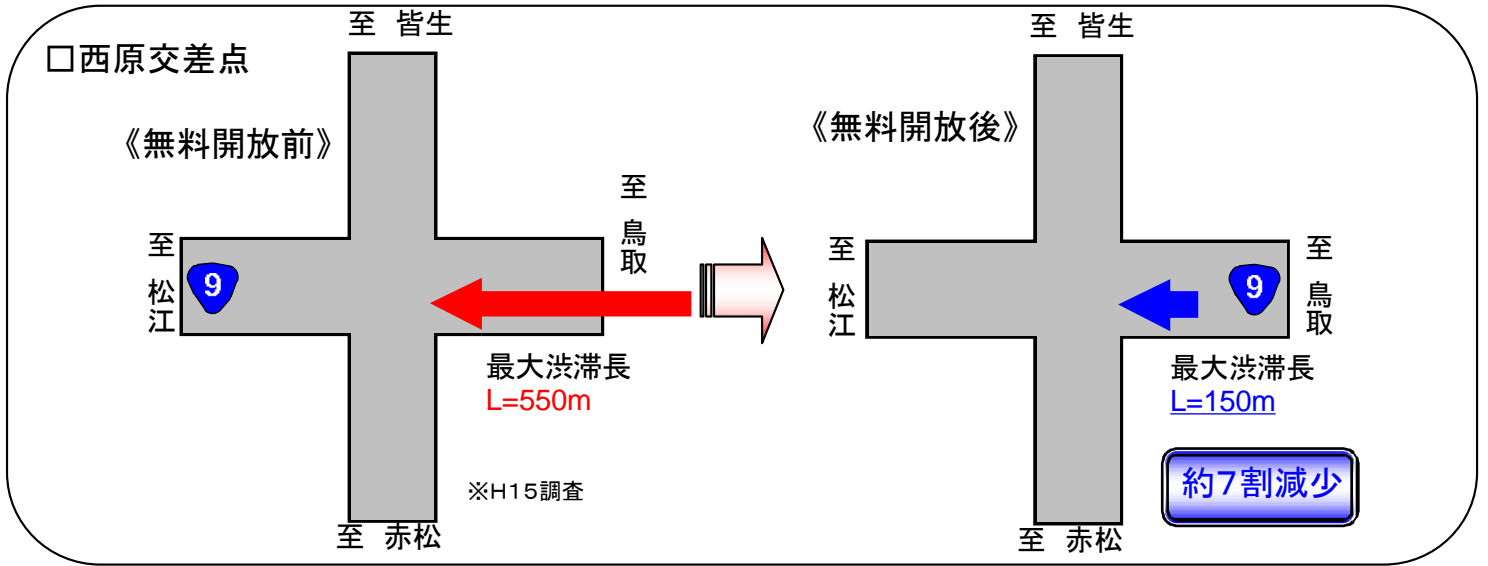 □西原交差点
《無料開放前》
至 皆生
至 鳥取
至 松江
9
最大渋滞長
L=550m
※H15調査
至 赤松
《無料開放後》
至 皆生
至 松江
9
至 鳥取
最大渋滞長
L=150m
約7割減少
至 赤松